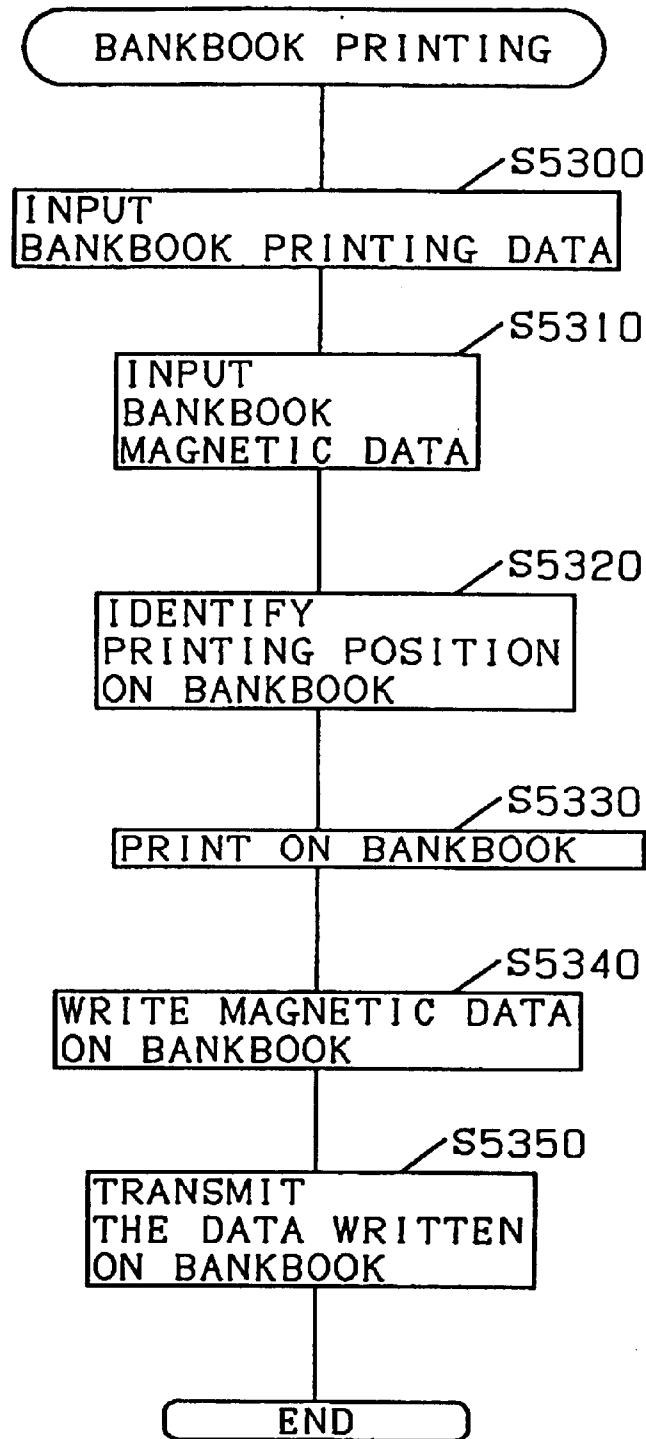 BANKBOOK PRINTING
S5300
INPUT
BANKBOOK PRINTING DATA
S5310
INPUT
BANKBOOK
MAGNETIC DATA
S5320
IDENTIFY
PRINTING POSITION
ON BANKBOOK
S5330
PRINT ON BANKBOOK
S5340
WRITE MAGNETIC DATA
ON BANKBOOK
S5350
TRANSMIT
THE DATA WRITTEN
ON BANKBOOK
END